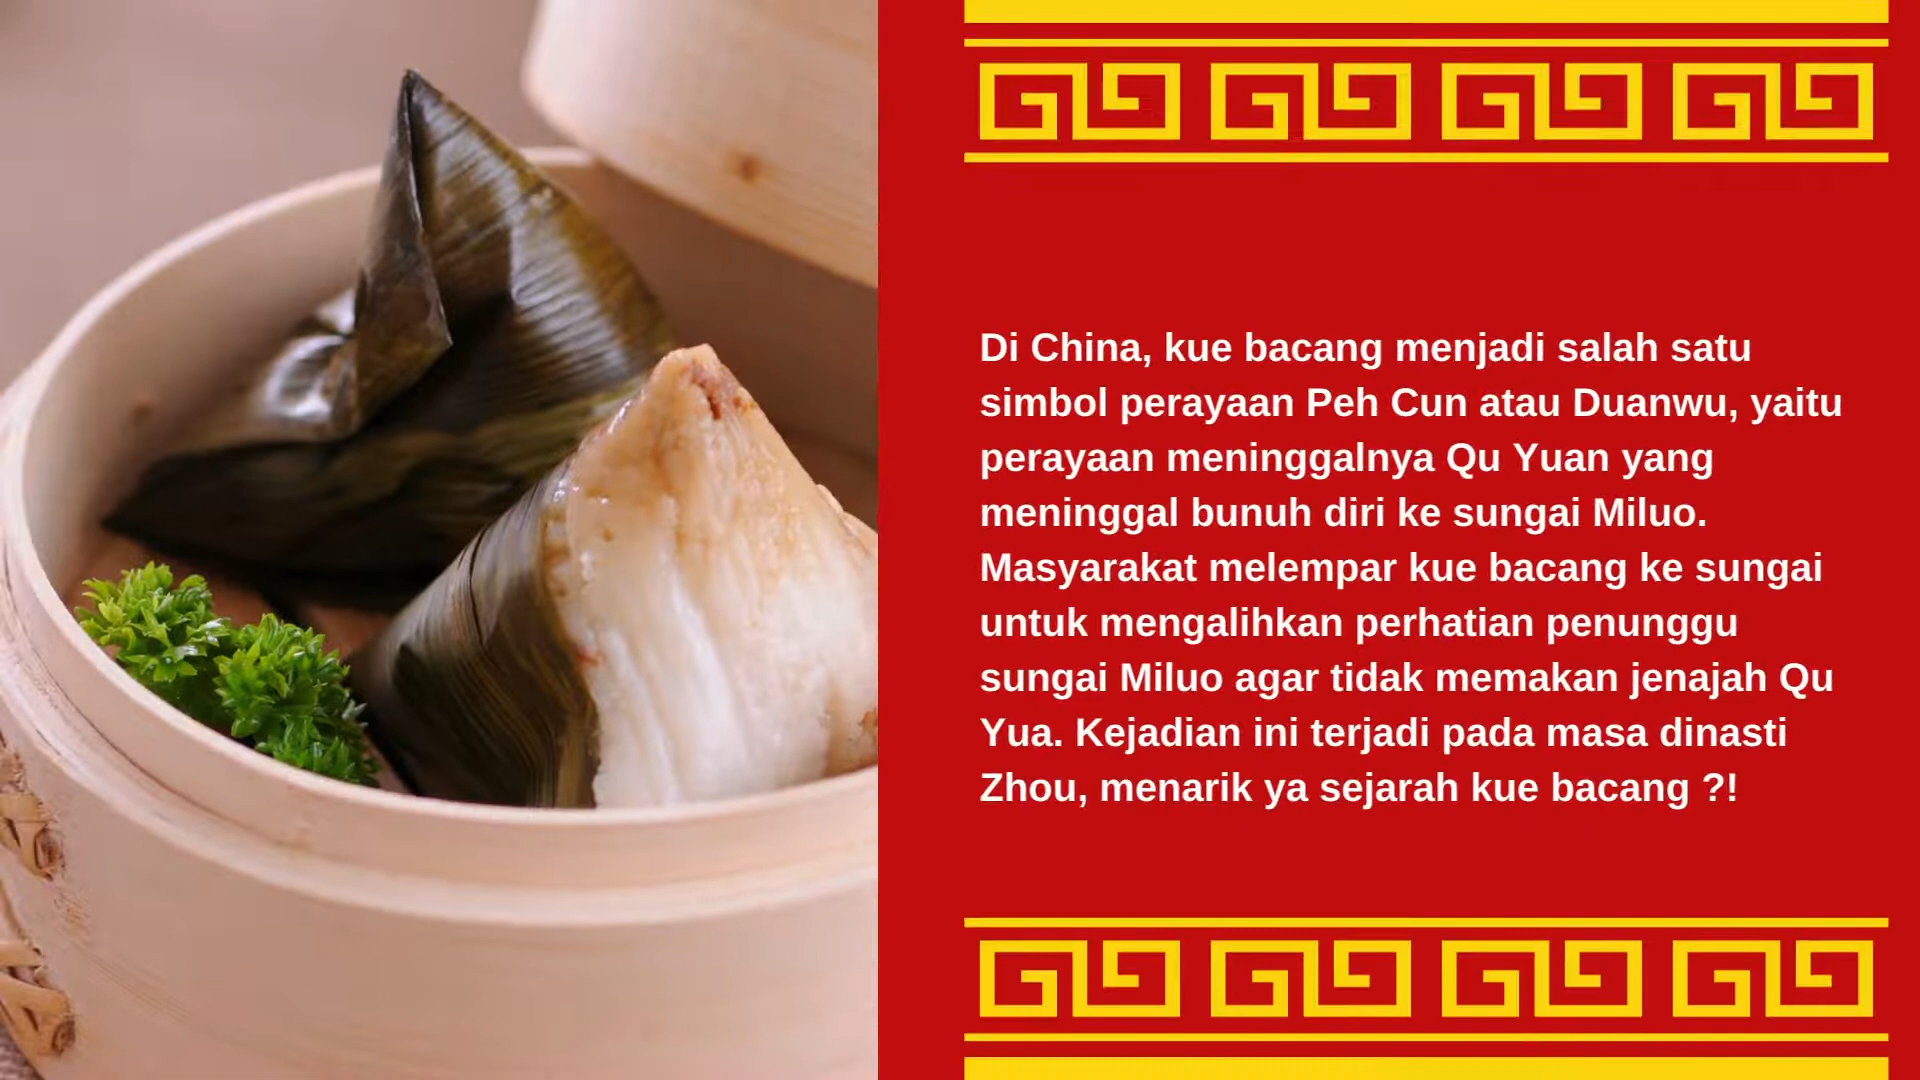 Di China, kue bacang menjadi salah satu
simbol perayaan Peh Cun atau Duanwu, yaitu
perayaan meninggalnya Qu Yuan yang
meninggal bunuh diri ke sungai Miluo.
Masyarakat melempar kue bacang ke sungai
untuk mengalihkan perhatian penunggu
sungai Miluo agar tidak memakan jenajah Qu
Yua. Kejadian ini terjadi pada masa dinasti
Zhou, menarik ya sejarah kue bacang ?!